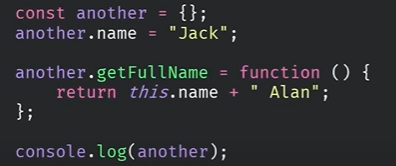 const another = {};
another.name = "Jack";

another.getFullName = function () {
    return this.name + " Alan";
};

console.log(another);